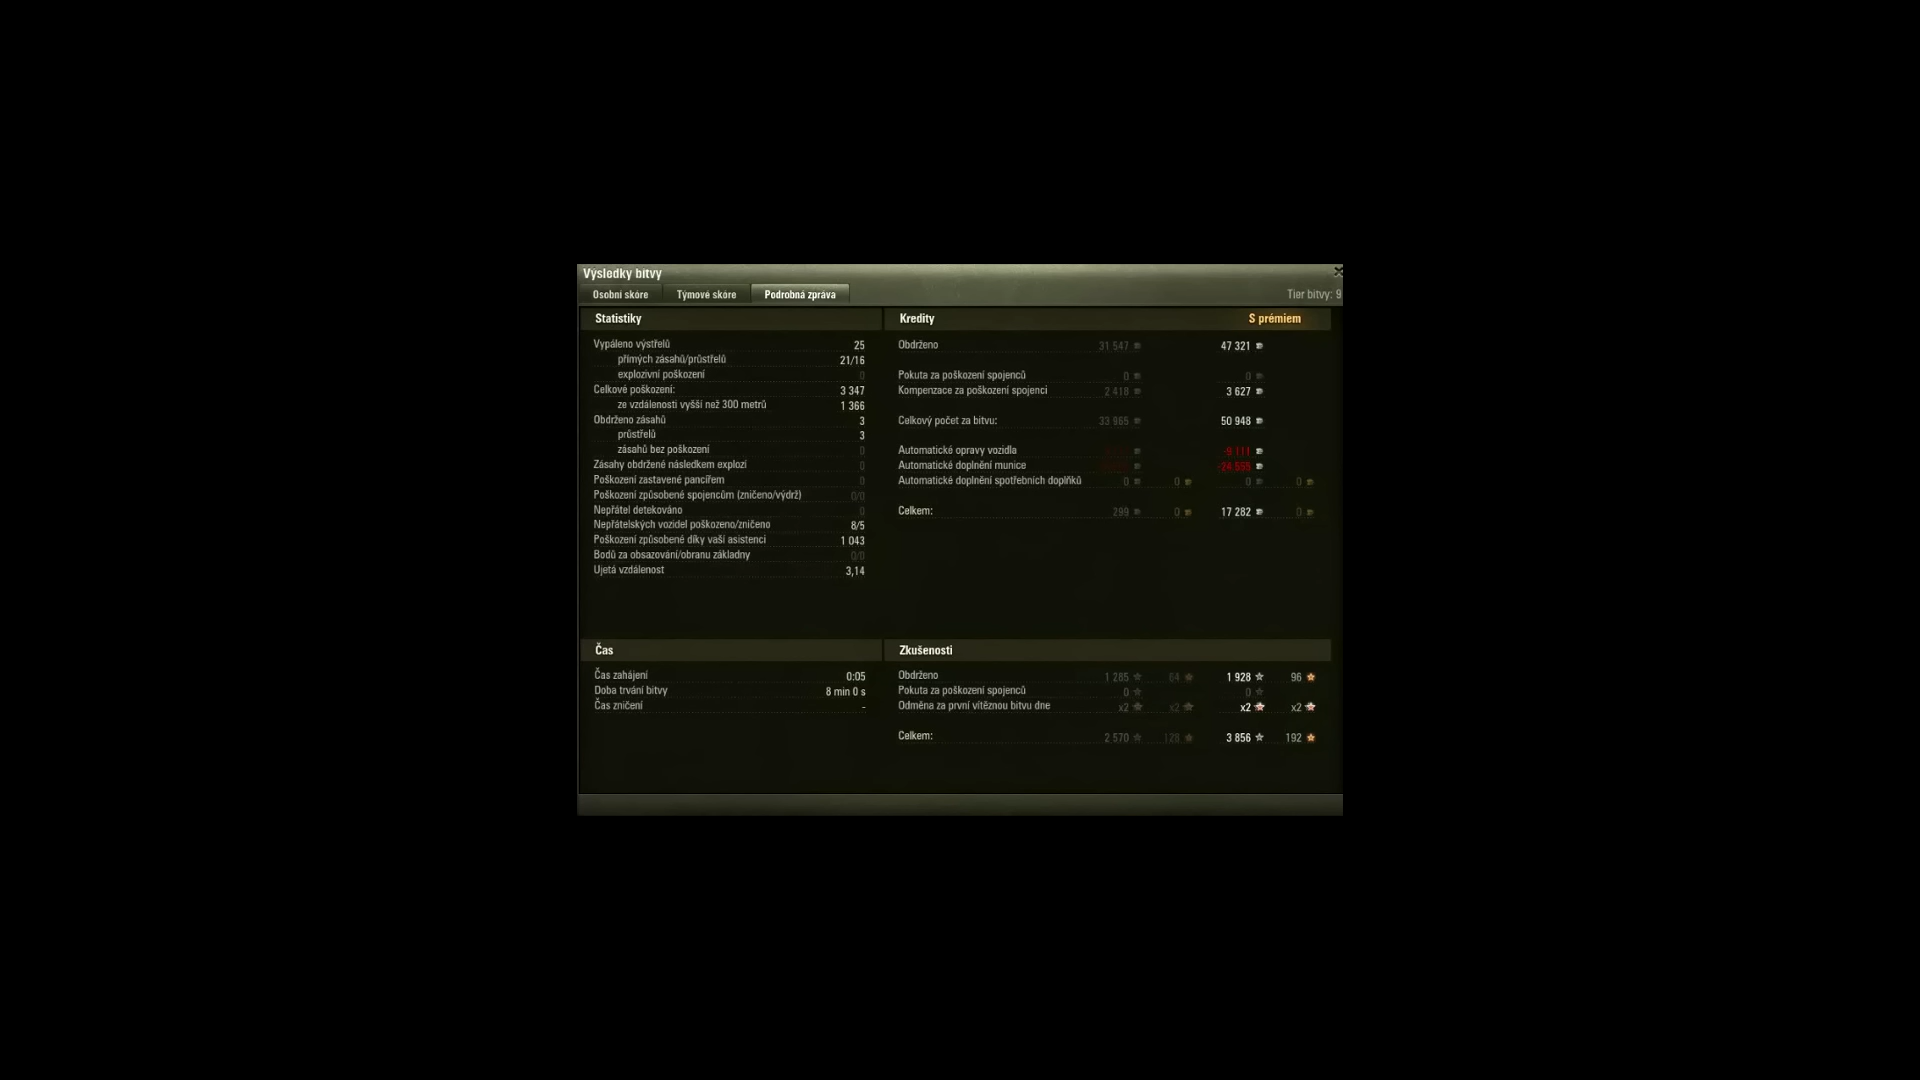 Výsledky bitvy
Osobní skóre Týmové skóre Podrobná zpráva Tier bitvy: 9
Statistiky
Vypáleno výstřelů 25
přímých zásahů/průstřelů 21/16
explozivní poškození 0
Celkové poškození: 3 347
ze vzdálenosti vyšší než 300 metrů 1 366
Obdrženo zásahů 3
průstřelů 3
zásahů bez poškození 0
Zásahy obdržené následkem explozí 0
Poškození zastavené pancířem 0
Poškození způsobené spojencům (zničeno/výdrž) 0/0
Nepřátel detekováno 0
Nepřátelských vozidel poškozeno/zničeno 8/5
Poškození způsobené díky vaší asistenci 1 043
Bodů za obsazování/obranu základny 0/0
Ujetá vzdálenost 3,14
Kredity S prémiem
Obdrženo 31 547 47 321
Pokuta za poškození spojenců 0 0
Kompenzace za poškození spojenci 2 418 3 627
Celkový počet za bitvu: 33 965 50 948
Automatické opravy vozidla -9 111
Automatické doplnění munice
Automatické doplnění spotřebních doplňků 0 0 0 0
Celkem: 299 0 17 282 0
Čas
Čas zahájení 0:05
Doba trvání bitvy 8 min 0 s
Čas zničení -
Zkušenosti
Obdrženo 1 285 64 1 928 96
Pokuta za poškození spojenců 0 0
Odměna za první vítěznou bitvu dne x2 x2 x2 x2
Celkem: 2 570 128 3 856 192